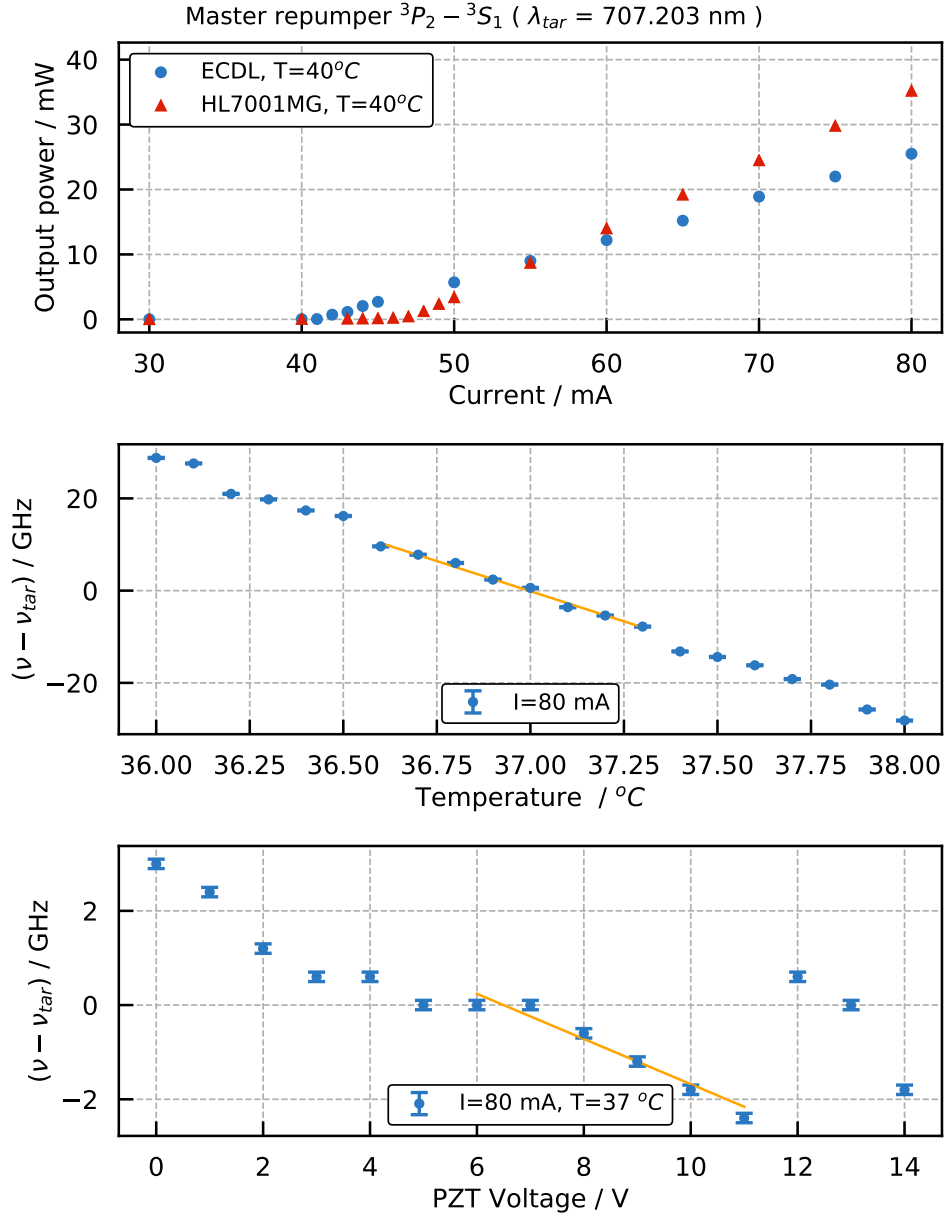 Master repumper ³P₂ − ³S₁ ( λₜₐᵣ = 707.203 nm )
40
30
20
10
0
Output power / mW
ECDL, T=40°C
HL7001MG, T=40°C
30 40 50 60 70 80
Current / mA
20
0
−20
(ν − νₜₐᵣ) / GHz
I=80 mA
36.00 36.25 36.50 36.75 37.00 37.25 37.50 37.75 38.00
Temperature / °C
2
0
−2
(ν − νₜₐᵣ) / GHz
I=80 mA, T=37 °C
0 2 4 6 8 10 12 14
PZT Voltage / V